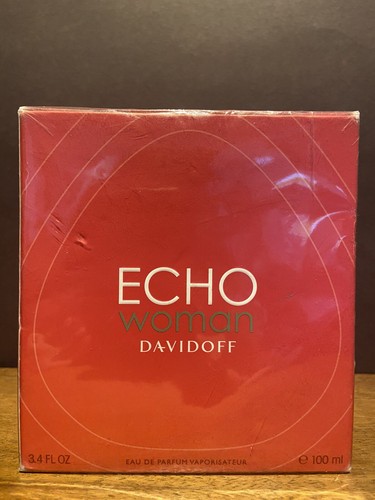 ECHO
woman
DAVIDOFF
3.4 FL OZ EAU DE PARFUM VAPORISATEUR ℮ 100 ml